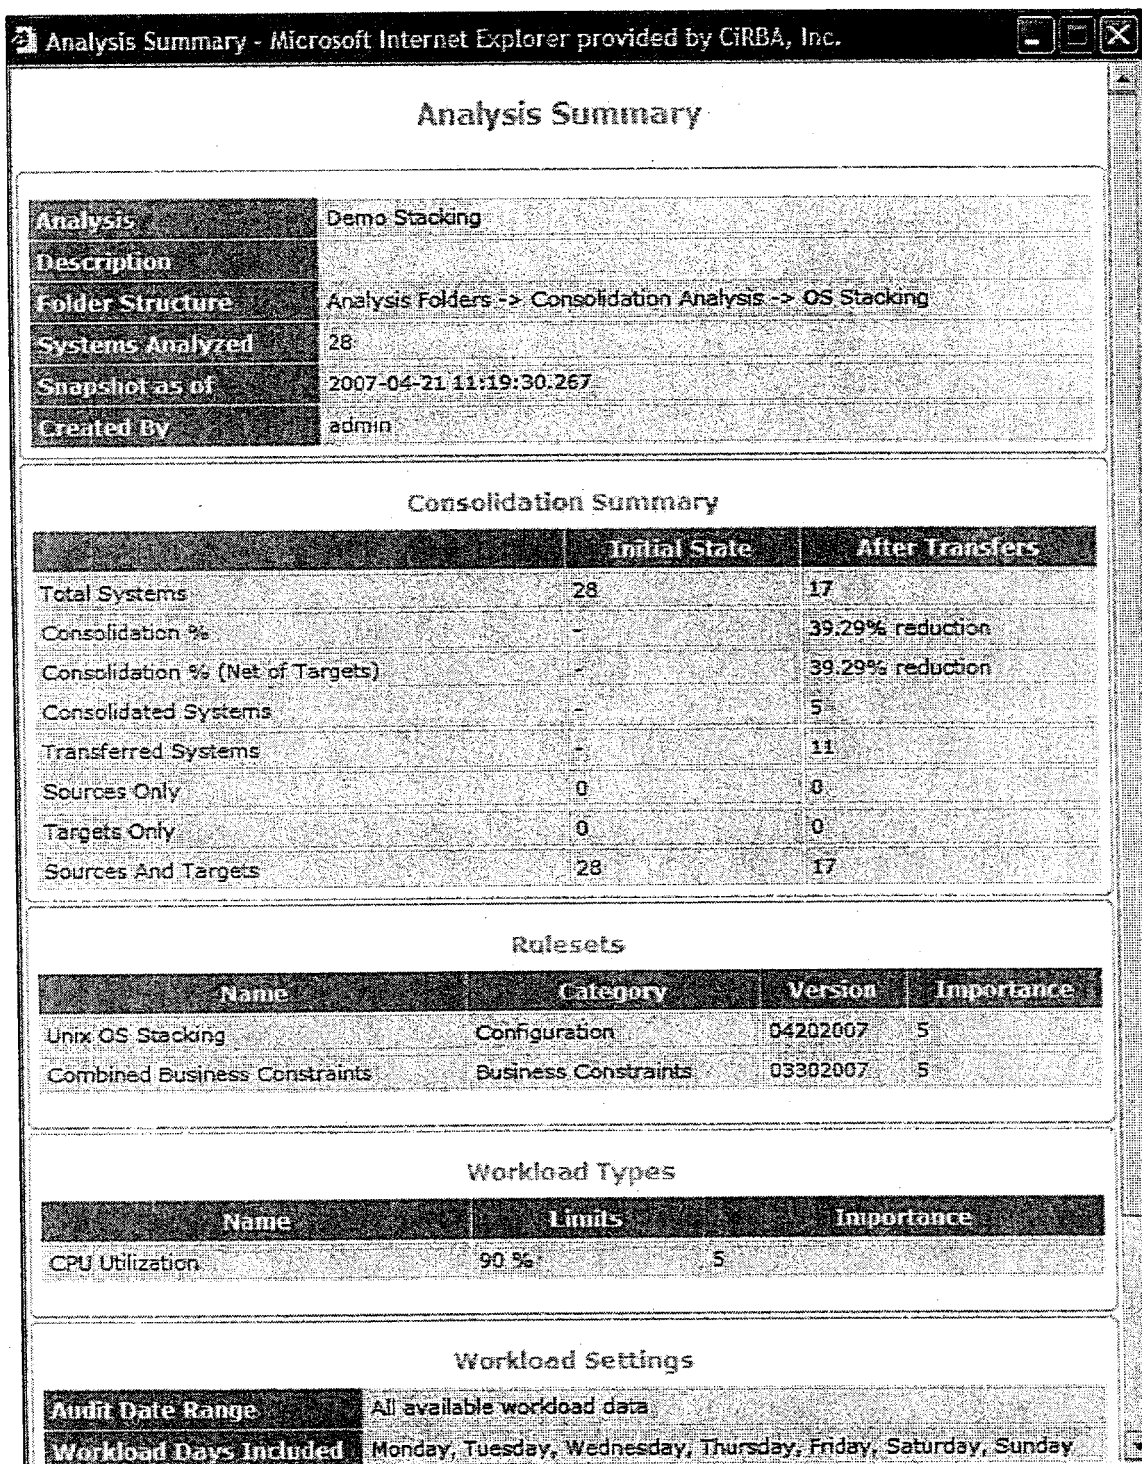 Analysis Summary - Microsoft Internet Explorer provided by CiRBA, Inc.
Analysis Summary
Analysis Demo Stacking
Description
Folder Structure Analysis Folders -> Consolidation Analysis -> OS Stacking
Systems Analyzed 28
Snapshot as of 2007-04-21 11:19:30.267
Created By admin
Consolidation Summary
Initial State After Transfers
Total Systems 28 17
Consolidation % - 39.29% reduction
Consolidation % (Net of Targets) - 39.29% reduction
Consolidated Systems - 5
Transferred Systems - 11
Sources Only 0 0
Targets Only 0 0
Sources And Targets 28 17
Rulesets
Name Category Version Importance
Unix OS Stacking Configuration 04202007 5
Combined Business Constraints Business Constraints 03302007 5
Workload Types
Name Limits Importance
CPU Utilization 90 % 5
Workload Settings
Audit Date Range All available workload data
Workload Days Included Monday, Tuesday, Wednesday, Thursday, Friday, Saturday, Sunday